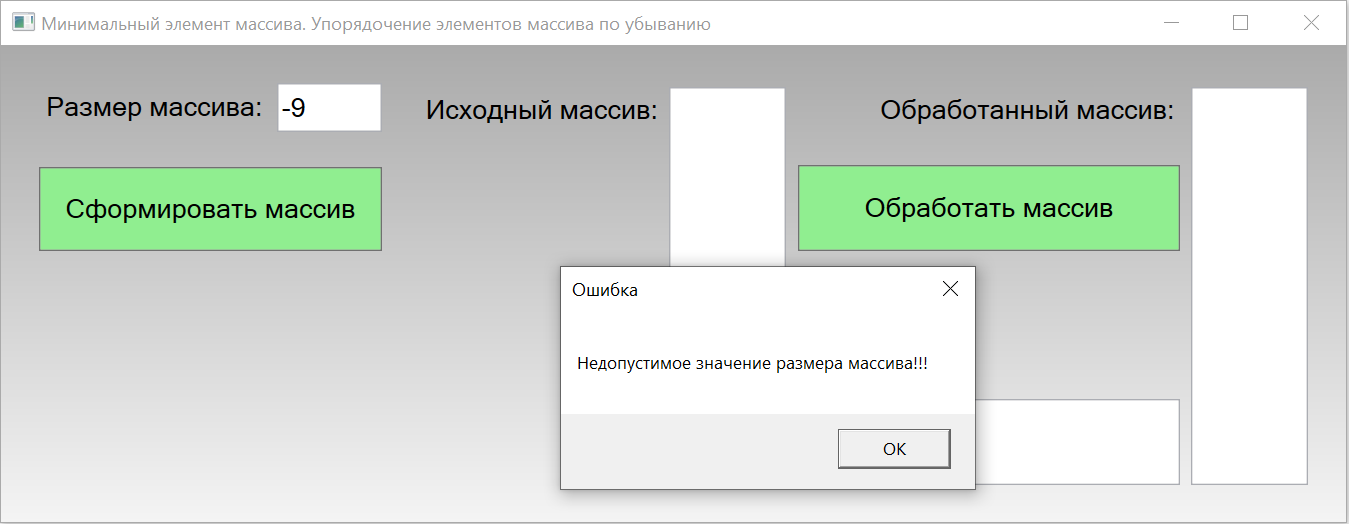 Минимальный элемент массива. Упорядочение элементов массива по убыванию
Размер массива: -9
Исходный массив:
Обработанный массив:
Сформировать массив
Обработать массив
Ошибка
Недопустимое значение размера массива!!!
OK